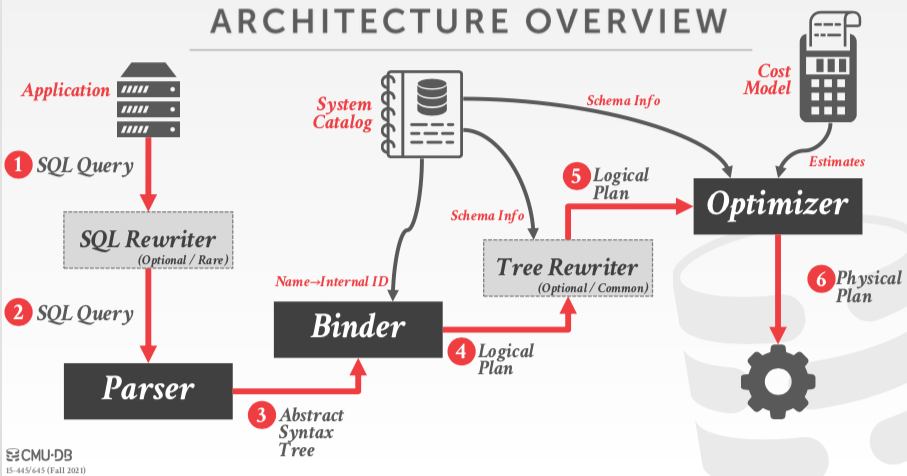 ARCHITECTURE OVERVIEW
Application
1 SQL Query
SQL Rewriter
(Optional / Rare)
2 SQL Query
Parser
3 Abstract
Syntax
Tree
System
Catalog
Name→Internal ID
Binder
4 Logical
Plan
Schema Info
Tree Rewriter
(Optional / Common)
5 Logical
Plan
Schema Info
Cost
Model
Estimates
Optimizer
6 Physical
Plan
CMU·DB
15-445/645 (Fall 2021)